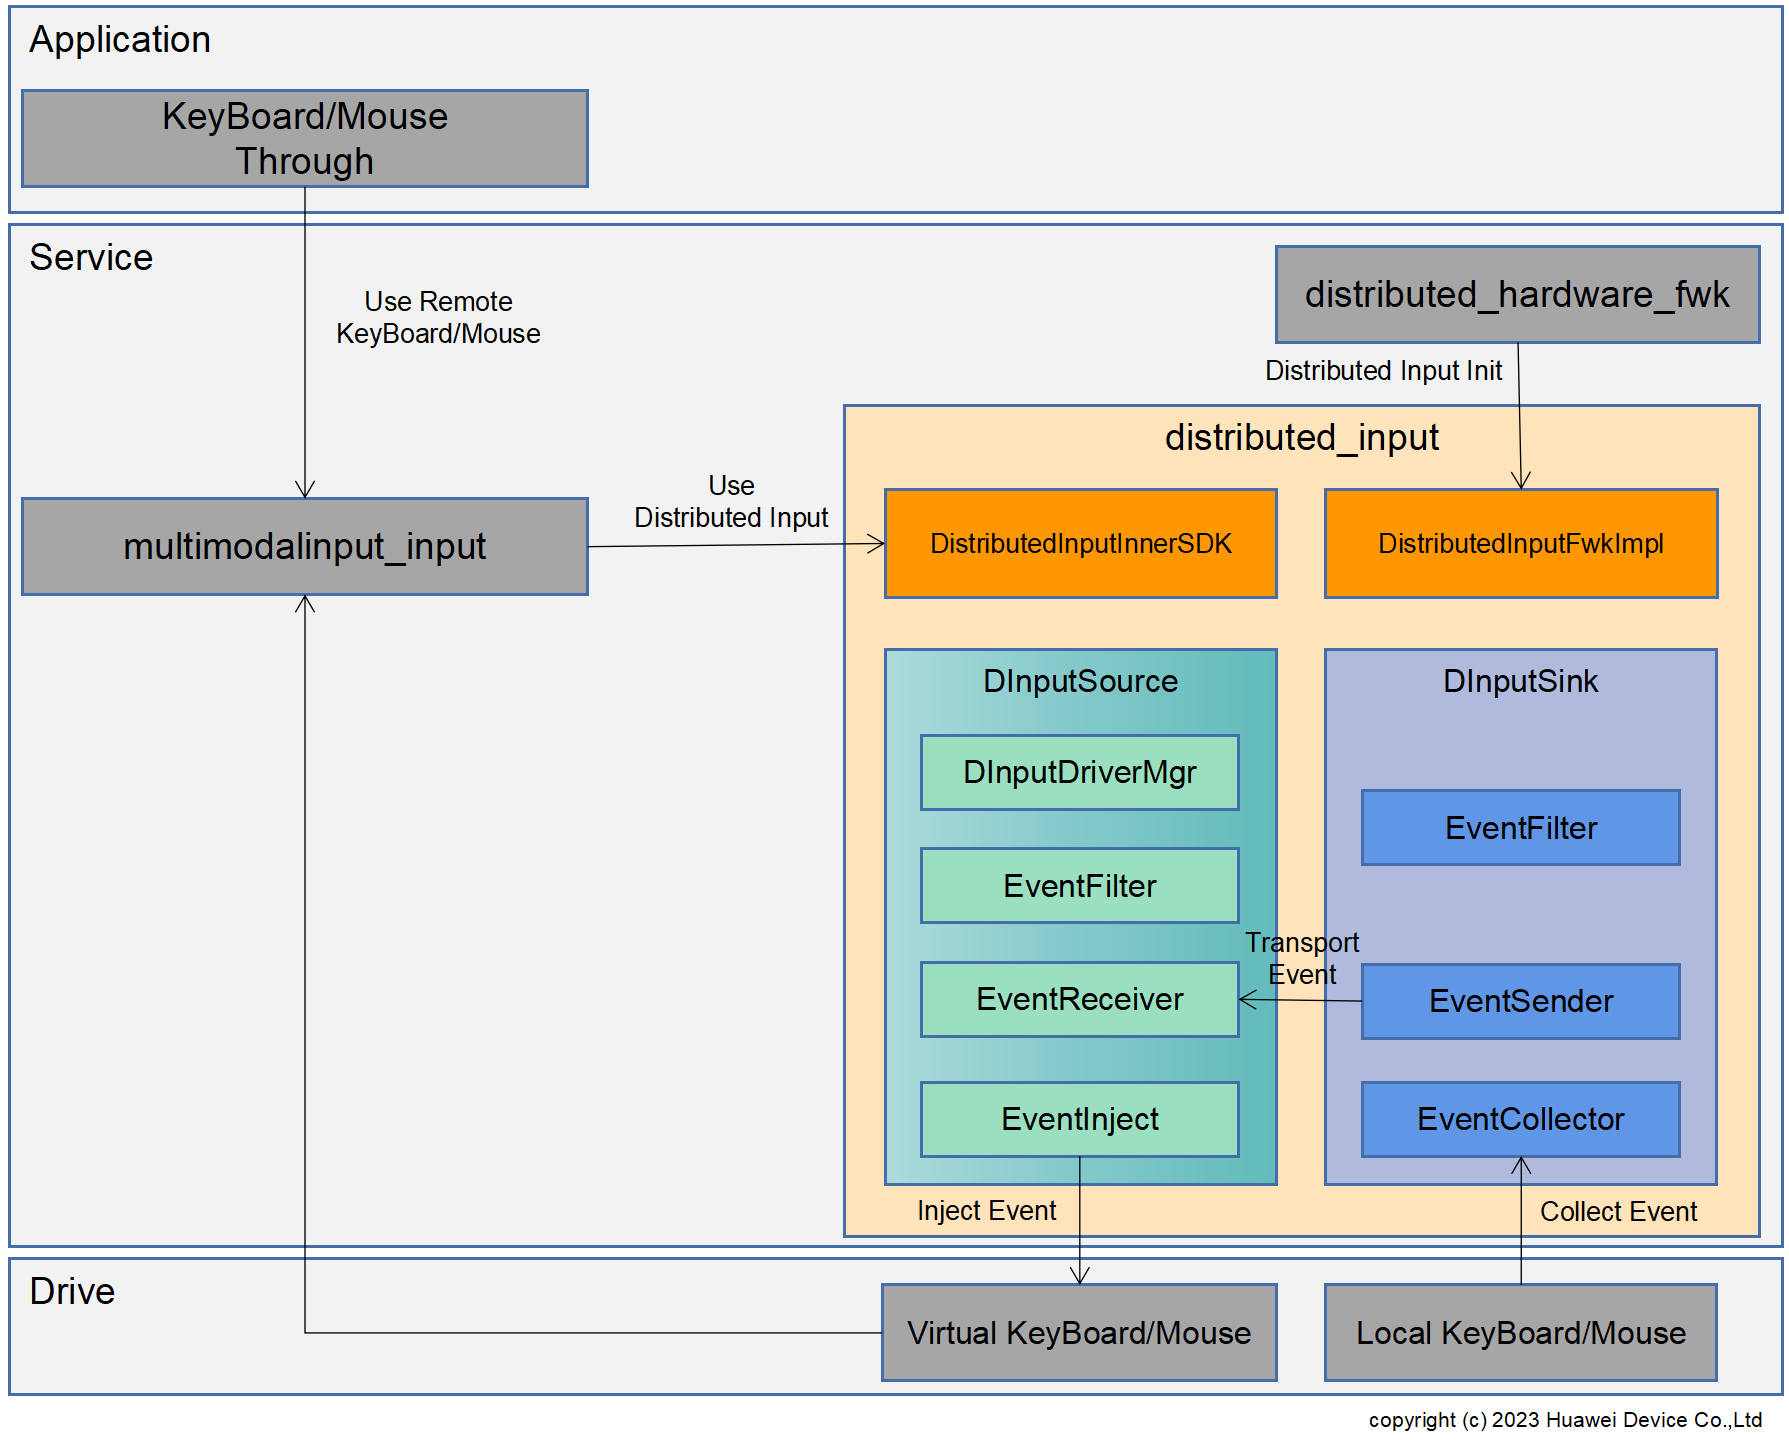 Application
KeyBoard/Mouse
Through
Service
Use Remote
KeyBoard/Mouse
distributed_hardware_fwk
Distributed Input Init
distributed_input
Use
Distributed Input
multimodalinput_input
DistributedInputInnerSDK
DistributedInputFwkImpl
DInputSource
DInputDriverMgr
EventFilter
EventReceiver
EventInject
DInputSink
EventFilter
Transport
Event
EventSender
EventCollector
Inject Event
Collect Event
Drive
Virtual KeyBoard/Mouse
Local KeyBoard/Mouse
copyright (c) 2023 Huawei Device Co.,Ltd